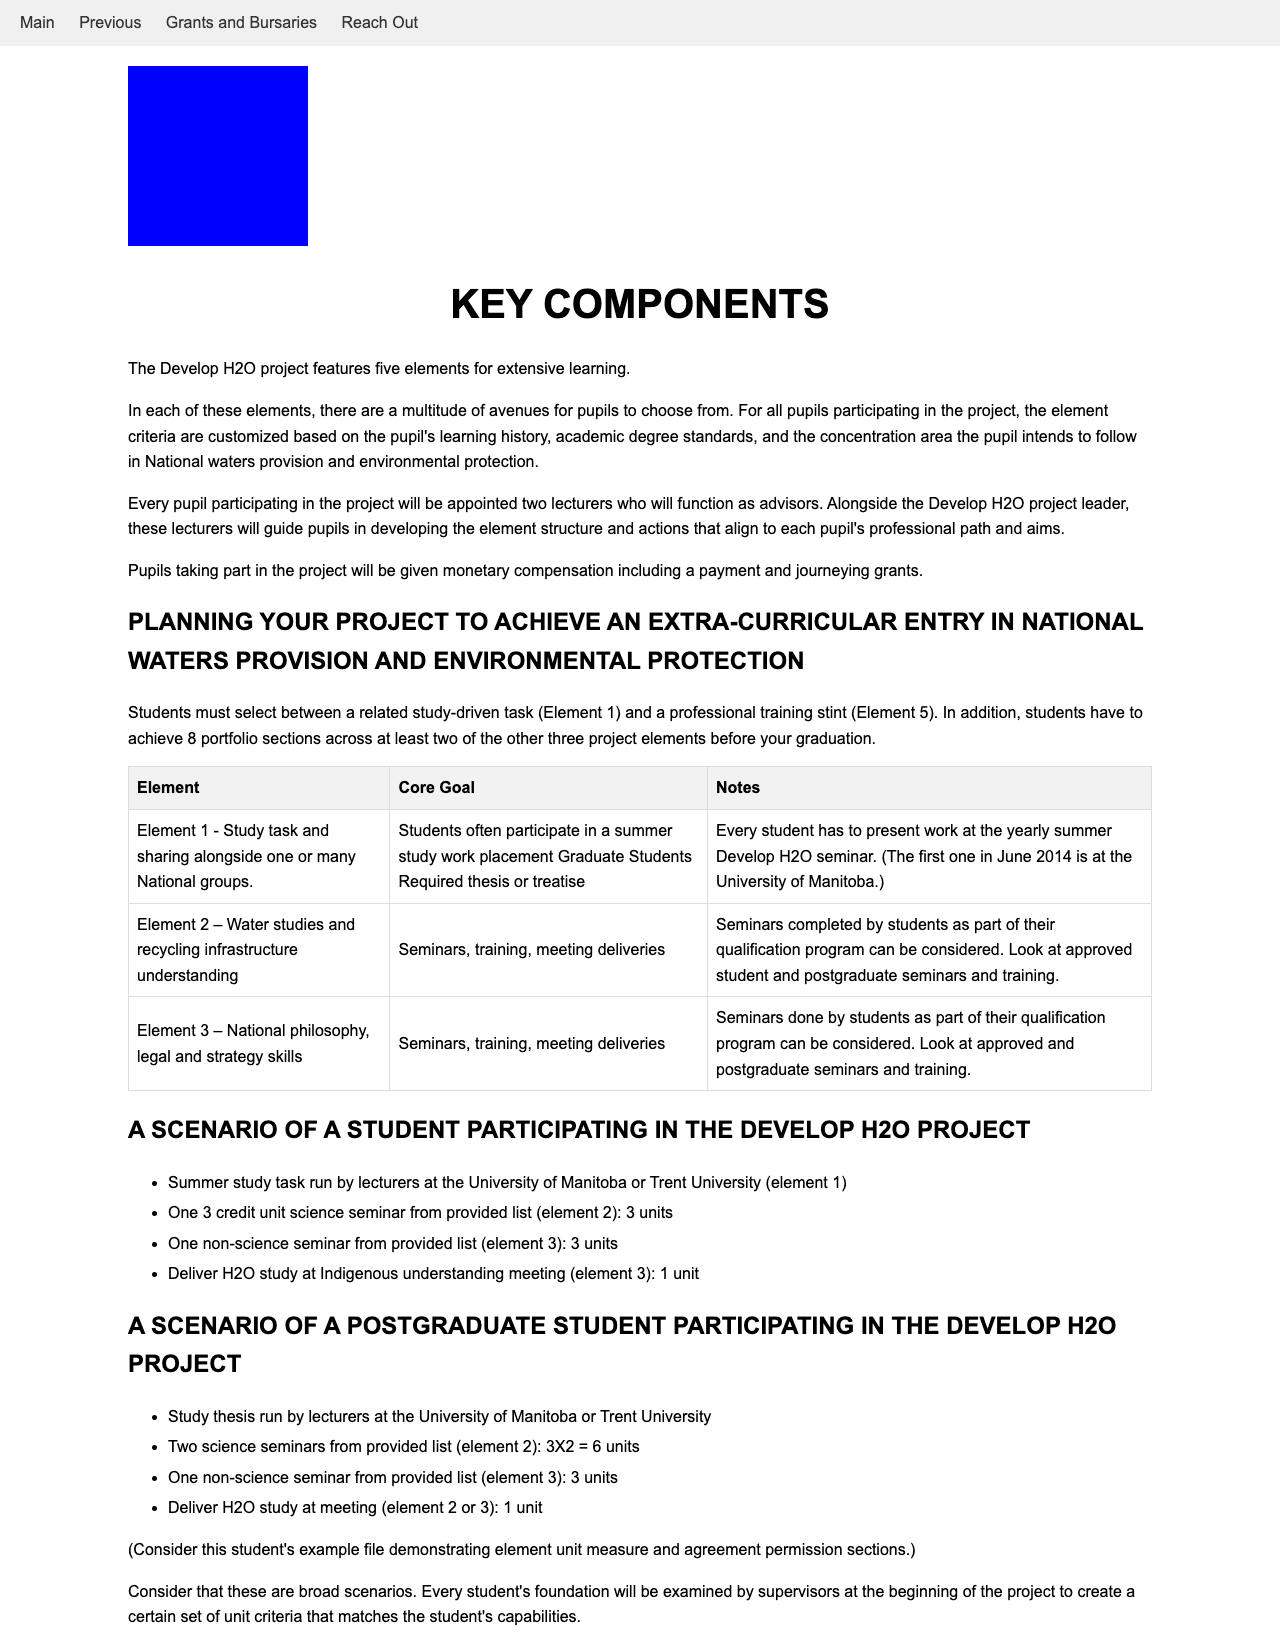 Main Previous Grants and Bursaries Reach Out
KEY COMPONENTS
The Develop H2O project features five elements for extensive learning.
In each of these elements, there are a multitude of avenues for pupils to choose from. For all pupils participating in the project, the element
criteria are customized based on the pupil's learning history, academic degree standards, and the concentration area the pupil intends to follow
in National waters provision and environmental protection.
Every pupil participating in the project will be appointed two lecturers who will function as advisors. Alongside the Develop H2O project leader,
these lecturers will guide pupils in developing the element structure and actions that align to each pupil's professional path and aims.
Pupils taking part in the project will be given monetary compensation including a payment and journeying grants.
PLANNING YOUR PROJECT TO ACHIEVE AN EXTRA-CURRICULAR ENTRY IN NATIONAL
WATERS PROVISION AND ENVIRONMENTAL PROTECTION
Students must select between a related study-driven task (Element 1) and a professional training stint (Element 5). In addition, students have to
achieve 8 portfolio sections across at least two of the other three project elements before your graduation.
Element Core Goal Notes
Element 1 - Study task and
sharing alongside one or many
National groups.
Students often participate in a summer
study work placement Graduate Students
Required thesis or treatise
Every student has to present work at the yearly summer
Develop H2O seminar. (The first one in June 2014 is at the
University of Manitoba.)
Element 2 – Water studies and
recycling infrastructure
understanding
Seminars, training, meeting deliveries
Seminars completed by students as part of their
qualification program can be considered. Look at approved
student and postgraduate seminars and training.
Element 3 – National philosophy,
legal and strategy skills
Seminars, training, meeting deliveries
Seminars done by students as part of their qualification
program can be considered. Look at approved and
postgraduate seminars and training.
A SCENARIO OF A STUDENT PARTICIPATING IN THE DEVELOP H2O PROJECT
• Summer study task run by lecturers at the University of Manitoba or Trent University (element 1)
• One 3 credit unit science seminar from provided list (element 2): 3 units
• One non-science seminar from provided list (element 3): 3 units
• Deliver H2O study at Indigenous understanding meeting (element 3): 1 unit
A SCENARIO OF A POSTGRADUATE STUDENT PARTICIPATING IN THE DEVELOP H2O
PROJECT
• Study thesis run by lecturers at the University of Manitoba or Trent University
• Two science seminars from provided list (element 2): 3X2 = 6 units
• One non-science seminar from provided list (element 3): 3 units
• Deliver H2O study at meeting (element 2 or 3): 1 unit
(Consider this student's example file demonstrating element unit measure and agreement permission sections.)
Consider that these are broad scenarios. Every student's foundation will be examined by supervisors at the beginning of the project to create a
certain set of unit criteria that matches the student's capabilities.